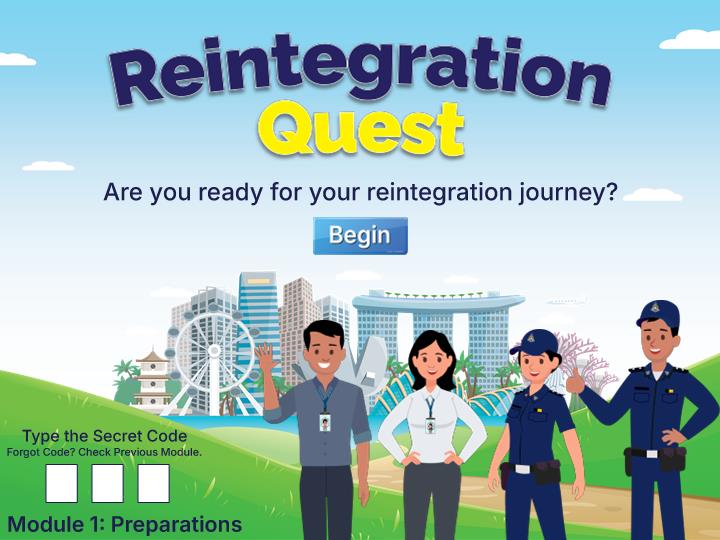 Reintegration
Quest
Are you ready for your reintegration journey?
Begin
Type the Secret Code
Forgot Code? Check Previous Module.
Module 1: Preparations